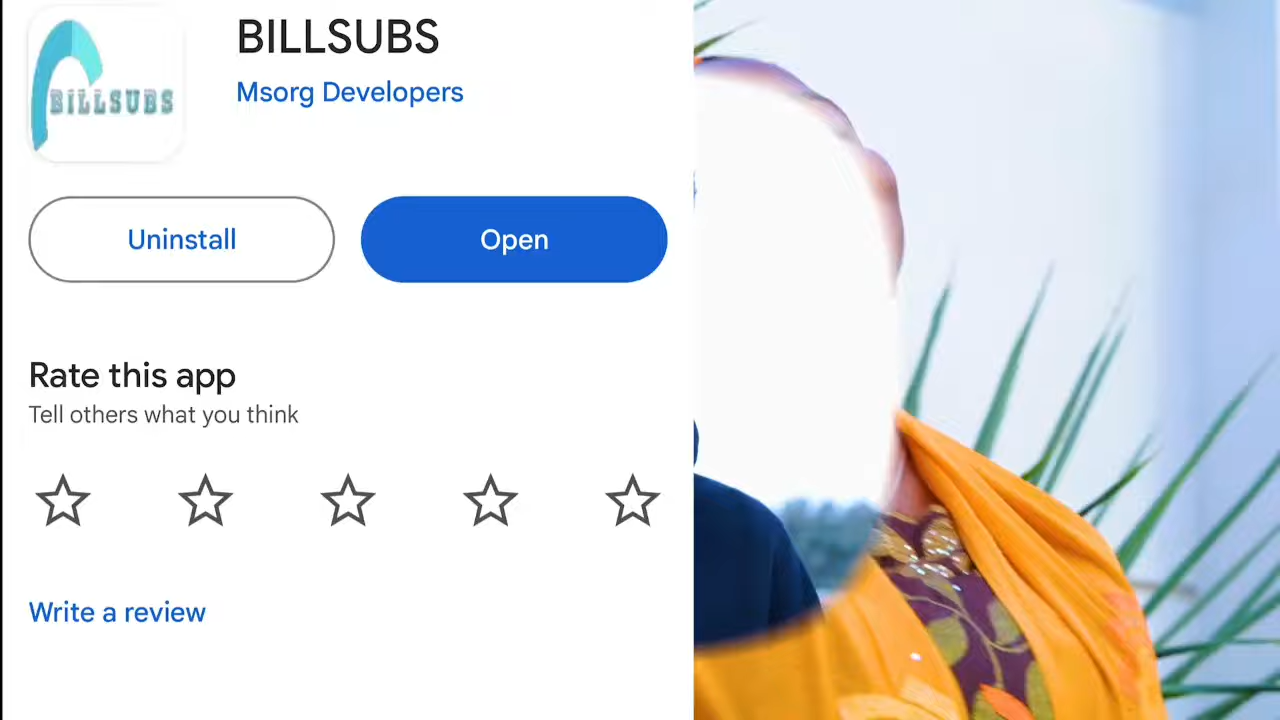 BILLSUBS
BILLSUBS
Msorg Developers
Uninstall
Open
Rate this app
Tell others what you think
Write a review